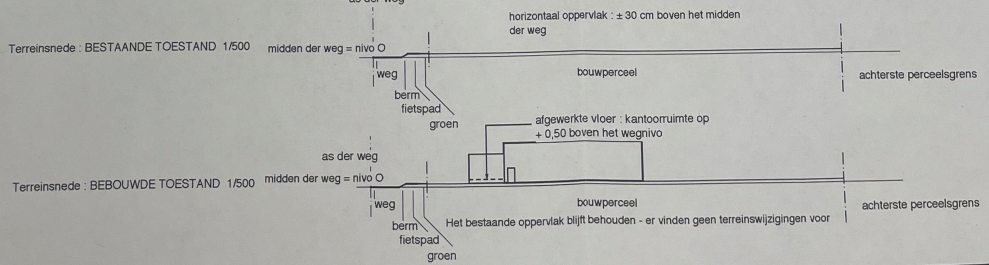 as der weg
horizontaal oppervlak : ± 30 cm boven het midden
der weg
Terreinsnede : BESTAANDE TOESTAND 1/500
midden der weg = nivo O
weg
bouwperceel
achterste perceelsgrens
berm
fietspad
groen
afgewerkte vloer : kantoorruimte op
+ 0,50 boven het wegnivo
as der weg
Terreinsnede : BEBOUWDE TOESTAND 1/500
midden der weg = nivo O
weg
bouwperceel
achterste perceelsgrens
Het bestaande oppervlak blijft behouden - er vinden geen terreinswijzigingen voor
berm
fietspad
groen